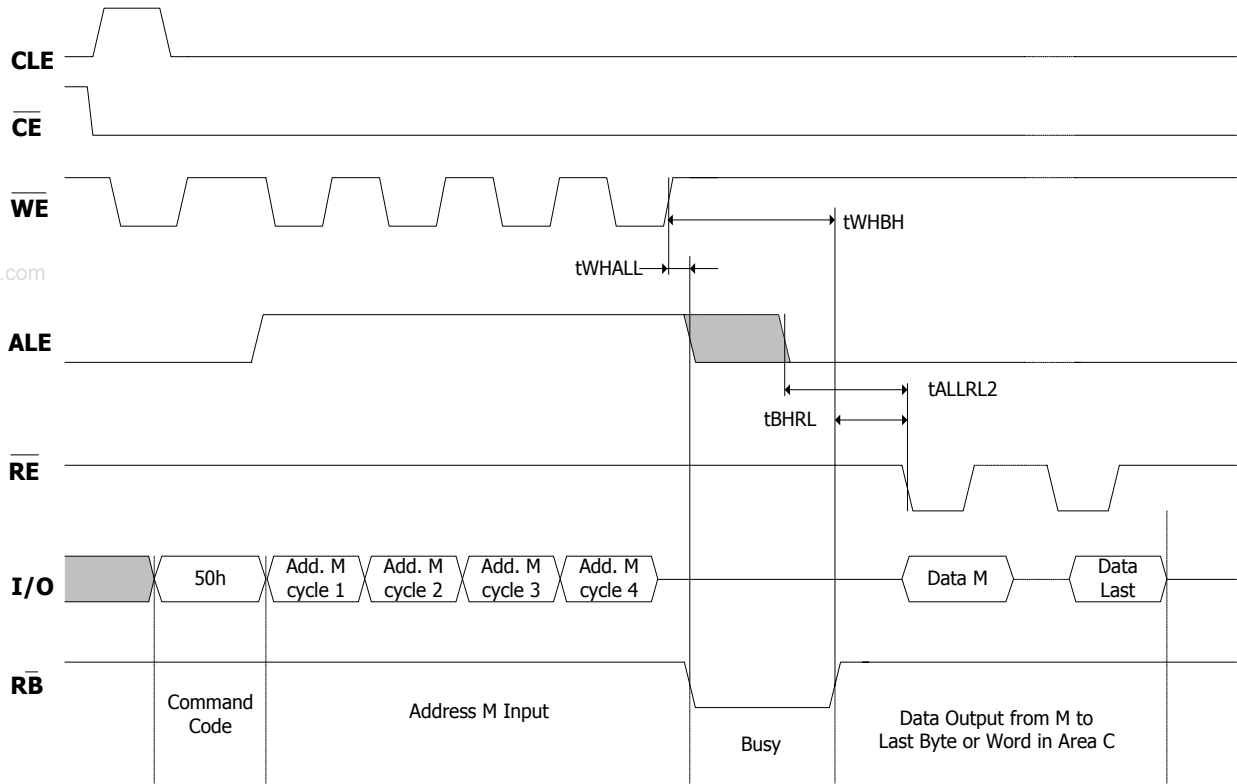 CLE
CE
WE
tWHBH
tWHALL
.com
ALE
tALLRL2
tBHRL
RE
I/O
50h
Add. M
cycle 1
Add. M
cycle 2
Add. M
cycle 3
Add. M
cycle 4
Data M
Data
Last
RB
Command
Code
Address M Input
Busy
Data Output from M to
Last Byte or Word in Area C